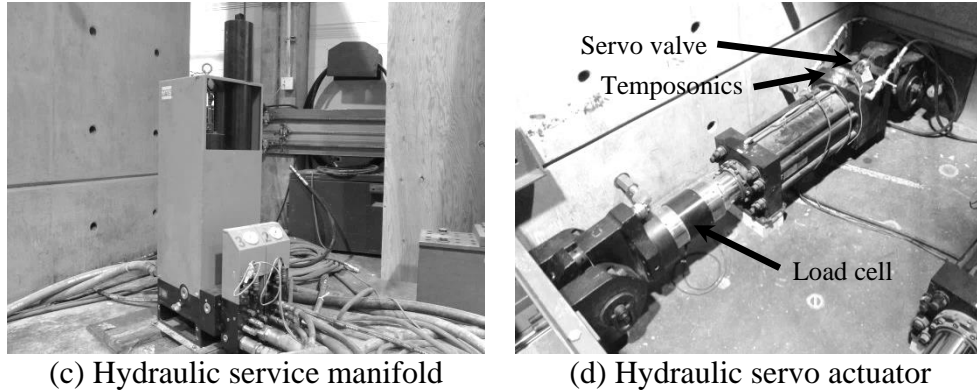 Servo valve
Temposonics
Load cell
(c) Hydraulic service manifold
(d) Hydraulic servo actuator